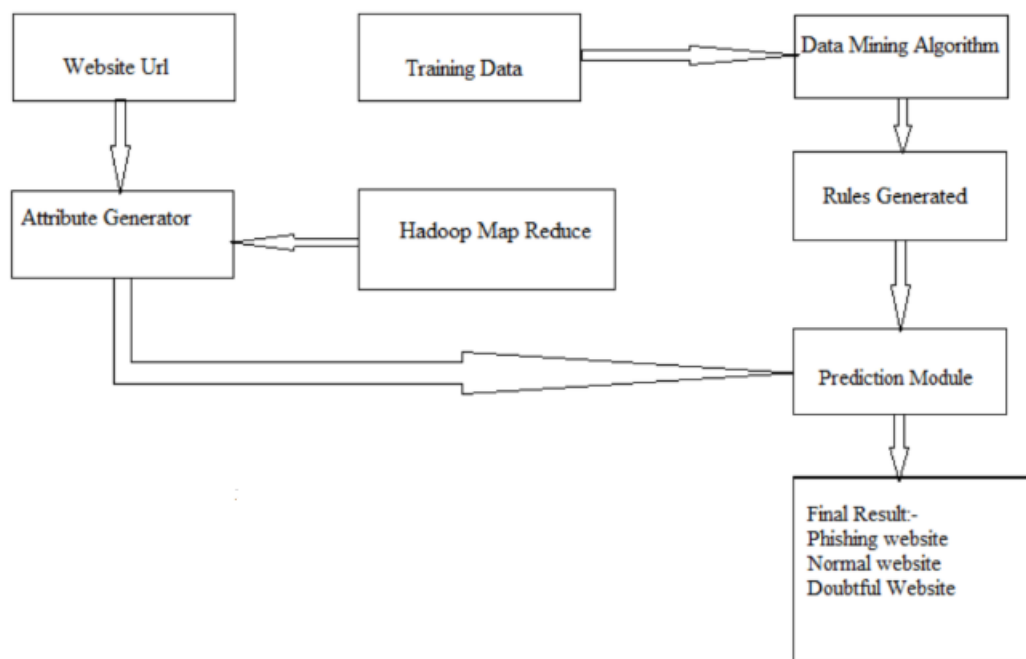 Website Url
Training Data
Data Mining Algorithm
Attribute Generator
Hadoop Map Reduce
Rules Generated
Prediction Module
Final Result:-
Phishing website
Normal website
Doubtful Website